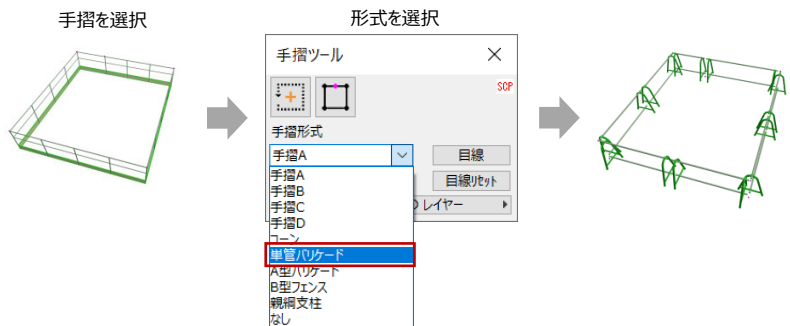 手摺を選択
形式を選択
手摺ツール
SCP
手摺形式
手摺A
目線
手摺A
目線リセット
手摺B
手摺C
レイヤー
手摺D
コーン
単管バリケード
A型バリケード
B型フェンス
親綱支柱
なし